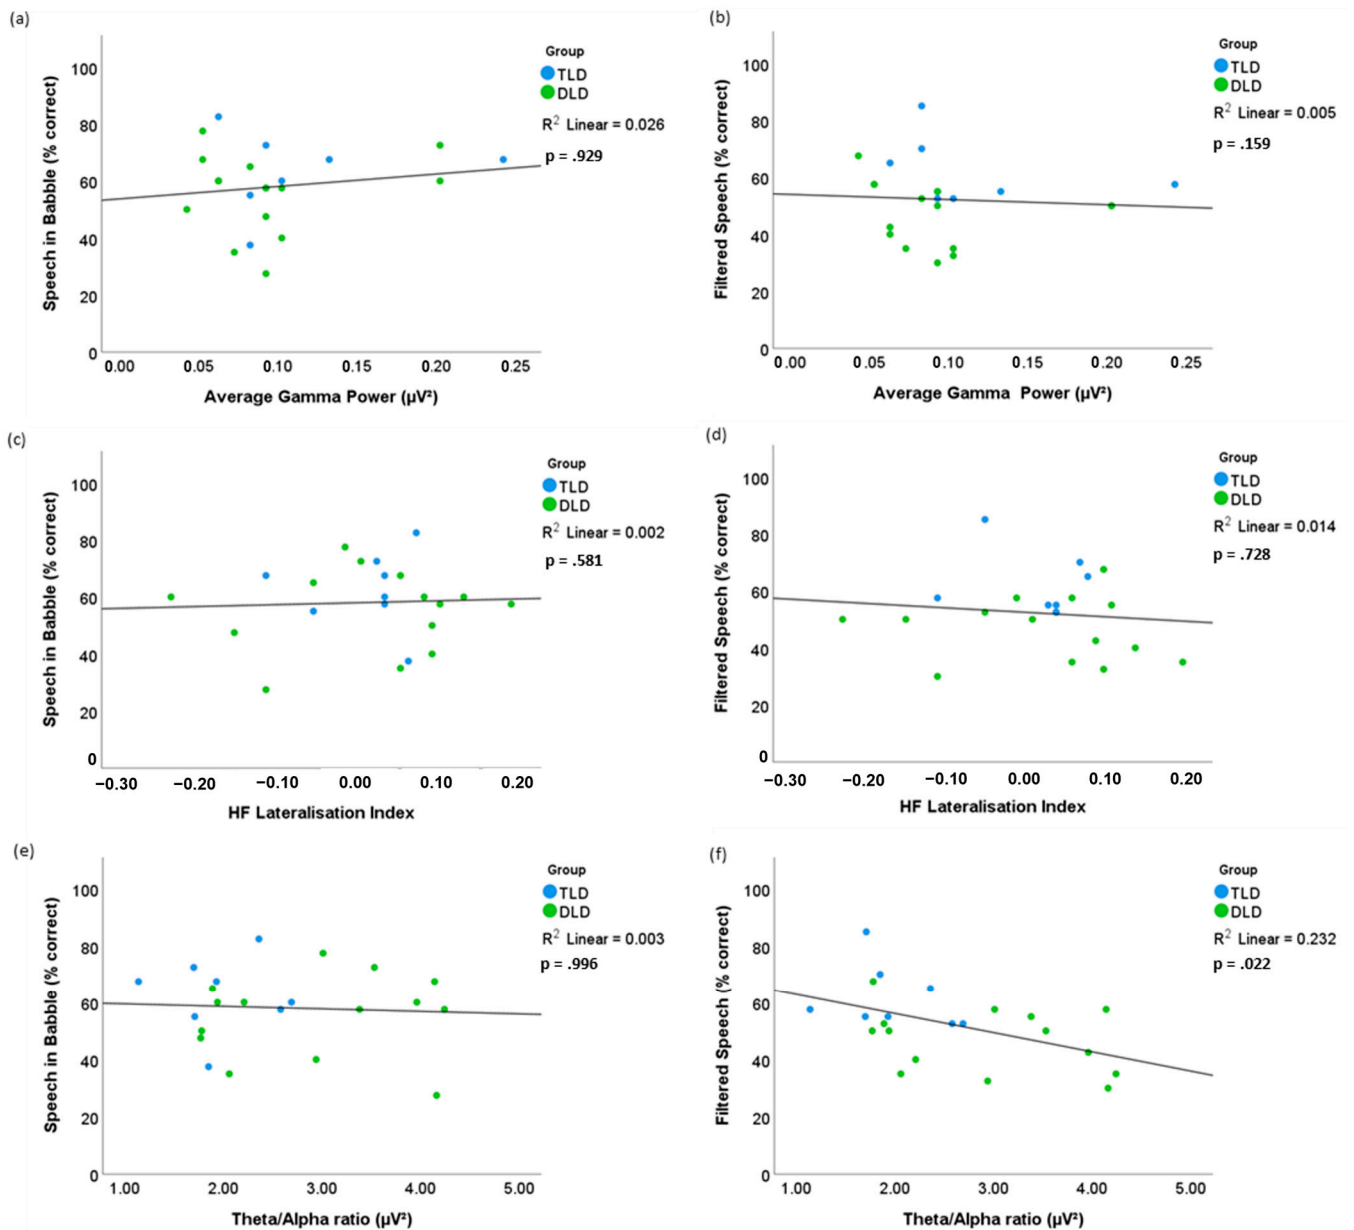 (a)
Speech in Babble (% correct)
100
80
60
40
20
0
0.00 0.05 0.10 0.15 0.20 0.25
Average Gamma Power (µV²)
Group
TLD
DLD
R² Linear = 0.026
p = .929
(b)
Filtered Speech (% correct)
100
80
60
40
20
0
0.00 0.05 0.10 0.15 0.20 0.25
Average Gamma Power (µV²)
Group
TLD
DLD
R² Linear = 0.005
p = .159
(c)
Speech in Babble (% correct)
100
80
60
40
20
0
−0.30 −0.20 −0.10 0.00 0.10 0.20
HF Lateralisation Index
Group
TLD
DLD
R² Linear = 0.002
p = .581
(d)
Filtered Speech (% correct)
100
80
60
40
20
0
−0.30 −0.20 −0.10 0.00 0.10 0.20
HF Lateralisation Index
Group
TLD
DLD
R² Linear = 0.014
p = .728
(e)
Speech in Babble (% correct)
100
80
60
40
20
0
1.00 2.00 3.00 4.00 5.00
Theta/Alpha ratio (µV²)
Group
TLD
DLD
R² Linear = 0.003
p = .996
(f)
Filtered Speech (% correct)
100
80
60
40
20
0
1.00 2.00 3.00 4.00 5.00
Theta/Alpha ratio (µV²)
Group
TLD
DLD
R² Linear = 0.232
p = .022